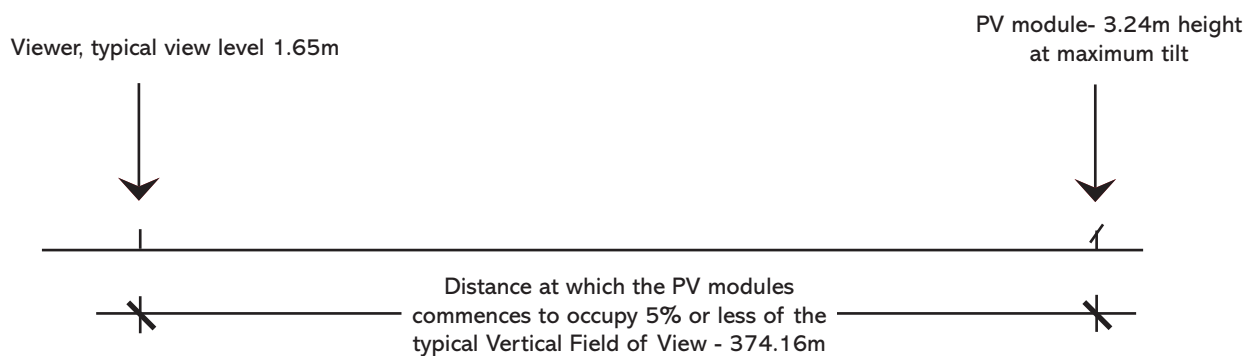 Viewer, typical view level 1.65m
PV module- 3.24m height
at maximum tilt
Distance at which the PV modules
commences to occupy 5% or less of the
typical Vertical Field of View - 374.16m